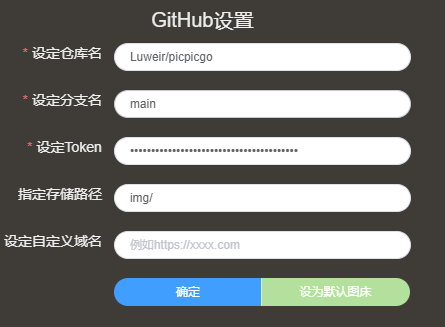 GitHub设置
* 设定仓库名
Luweir/picpicgo
* 设定分支名
main
* 设定Token
••••••••••••••••••••••••••••••••••••••••
指定存储路径
img/
设定自定义域名
例如https://xxxx.com
确定
设为默认图床